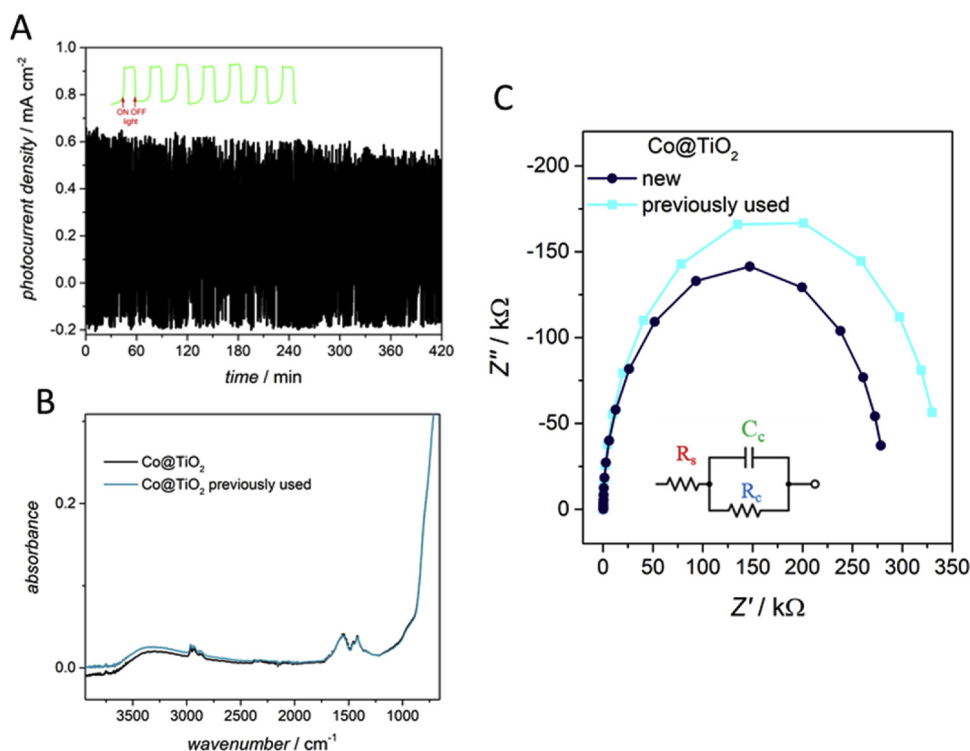 A
1.0
0.8
0.6
0.4
0.2
0.0
-0.2
photocurrent density / mA cm⁻²
ON OFF
light
0 60 120 180 240 300 360 420
time / min
B
0.2
0.0
absorbance
Co@TiO₂
Co@TiO₂ previously used
3500 3000 2500 2000 1500 1000
wavenumber / cm⁻¹
C
-200
-150
-100
-50
0
Z″ / kΩ
Co@TiO₂
new
previously used
C꜀
Rₛ
R꜀
0 50 100 150 200 250 300 350
Z′ / kΩ